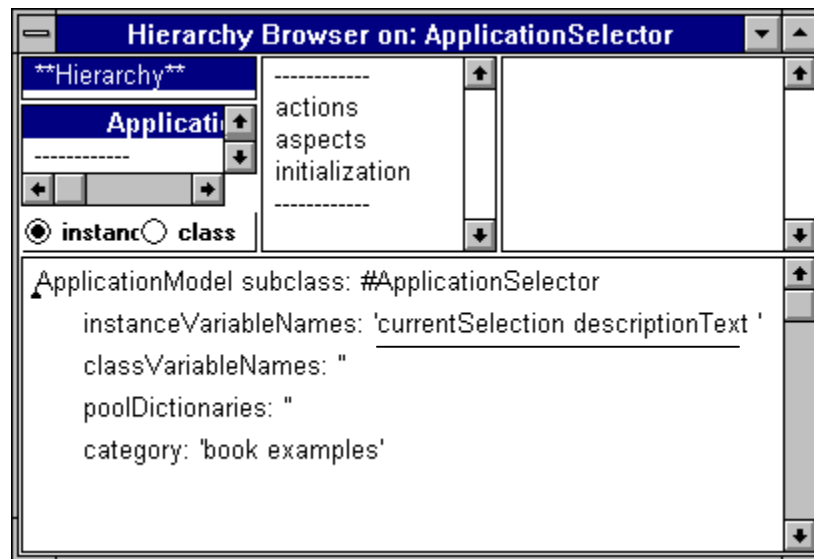 Hierarchy Browser on: ApplicationSelector
**Hierarchy**
Applicati
------------
instanc class
------------
actions
aspects
initialization
------------
ApplicationModel subclass: #ApplicationSelector
instanceVariableNames: 'currentSelection descriptionText '
classVariableNames: ''
poolDictionaries: ''
category: 'book examples'